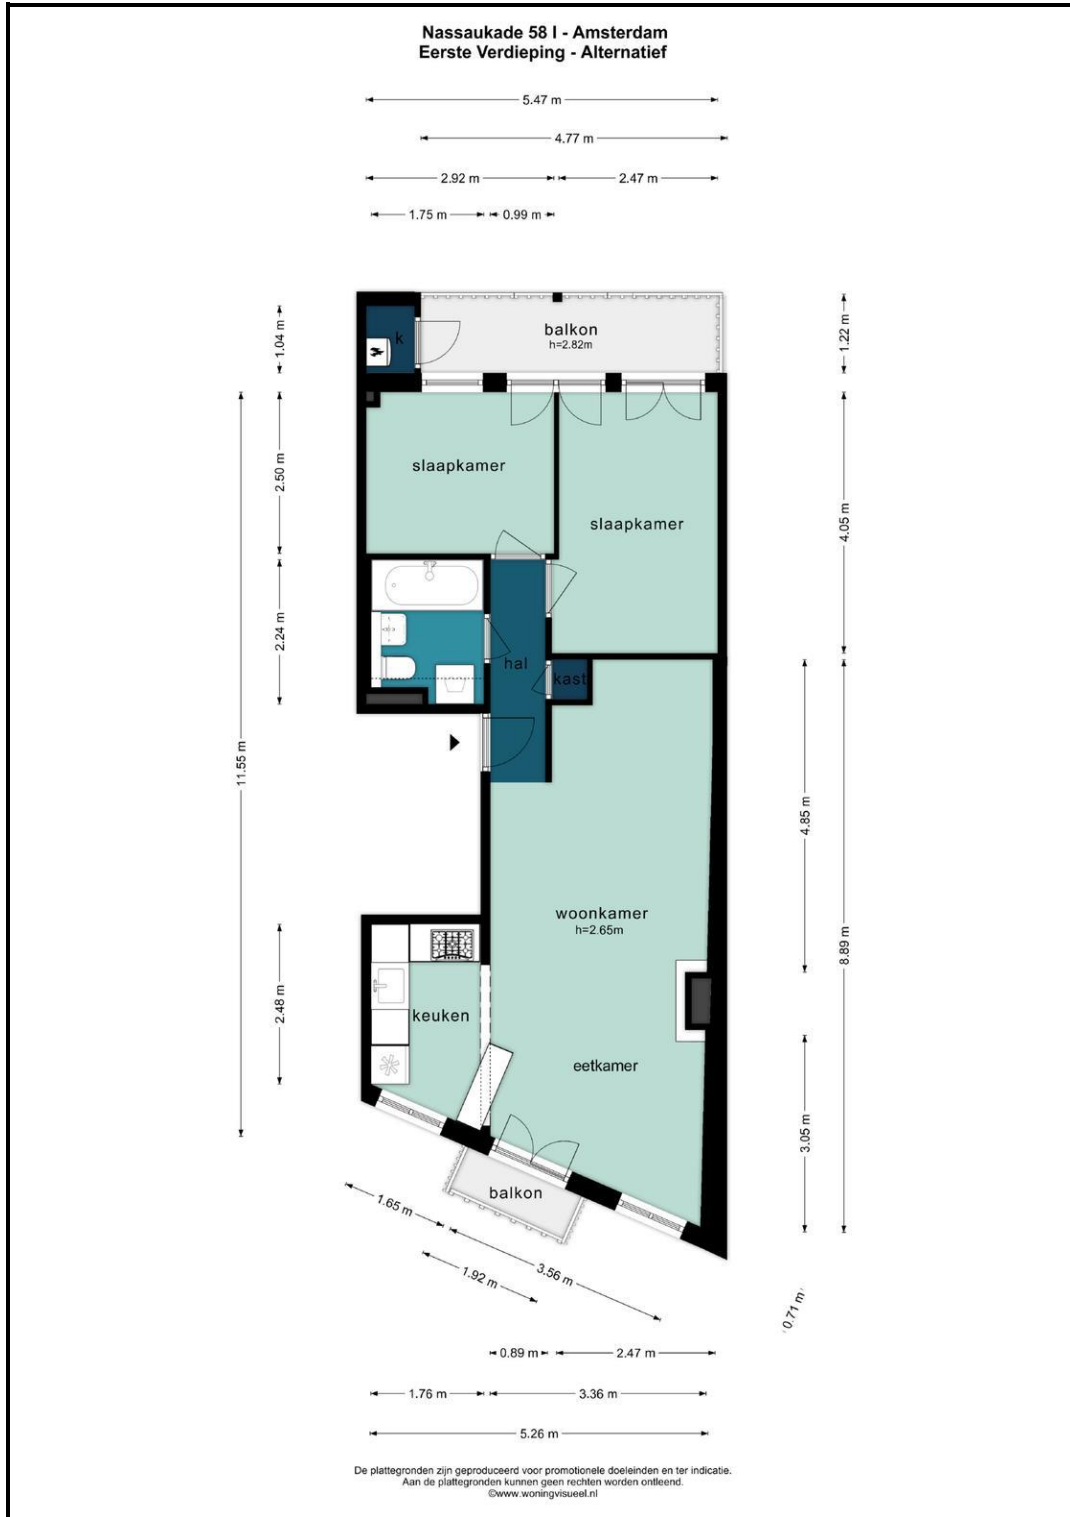 Nassaukade 58 I - Amsterdam
Eerste Verdieping - Alternatief
5.47 m
4.77 m
2.92 m
2.47 m
1.75 m
0.99 m
1.04 m
k
balkon
h=2.82m
1.22 m
2.50 m
slaapkamer
slaapkamer
4.05 m
2.24 m
hal
kast
11.55 m
4.85 m
woonkamer
h=2.65m
8.89 m
2.48 m
keuken
eetkamer
3.05 m
balkon
1.65 m
3.56 m
1.92 m
0.71 m
0.89 m
2.47 m
1.76 m
3.36 m
5.26 m
De plattegronden zijn geproduceerd voor promotionele doeleinden en ter indicatie.
Aan de plattegronden kunnen geen rechten worden ontleend.
©www.woningvisueel.nl